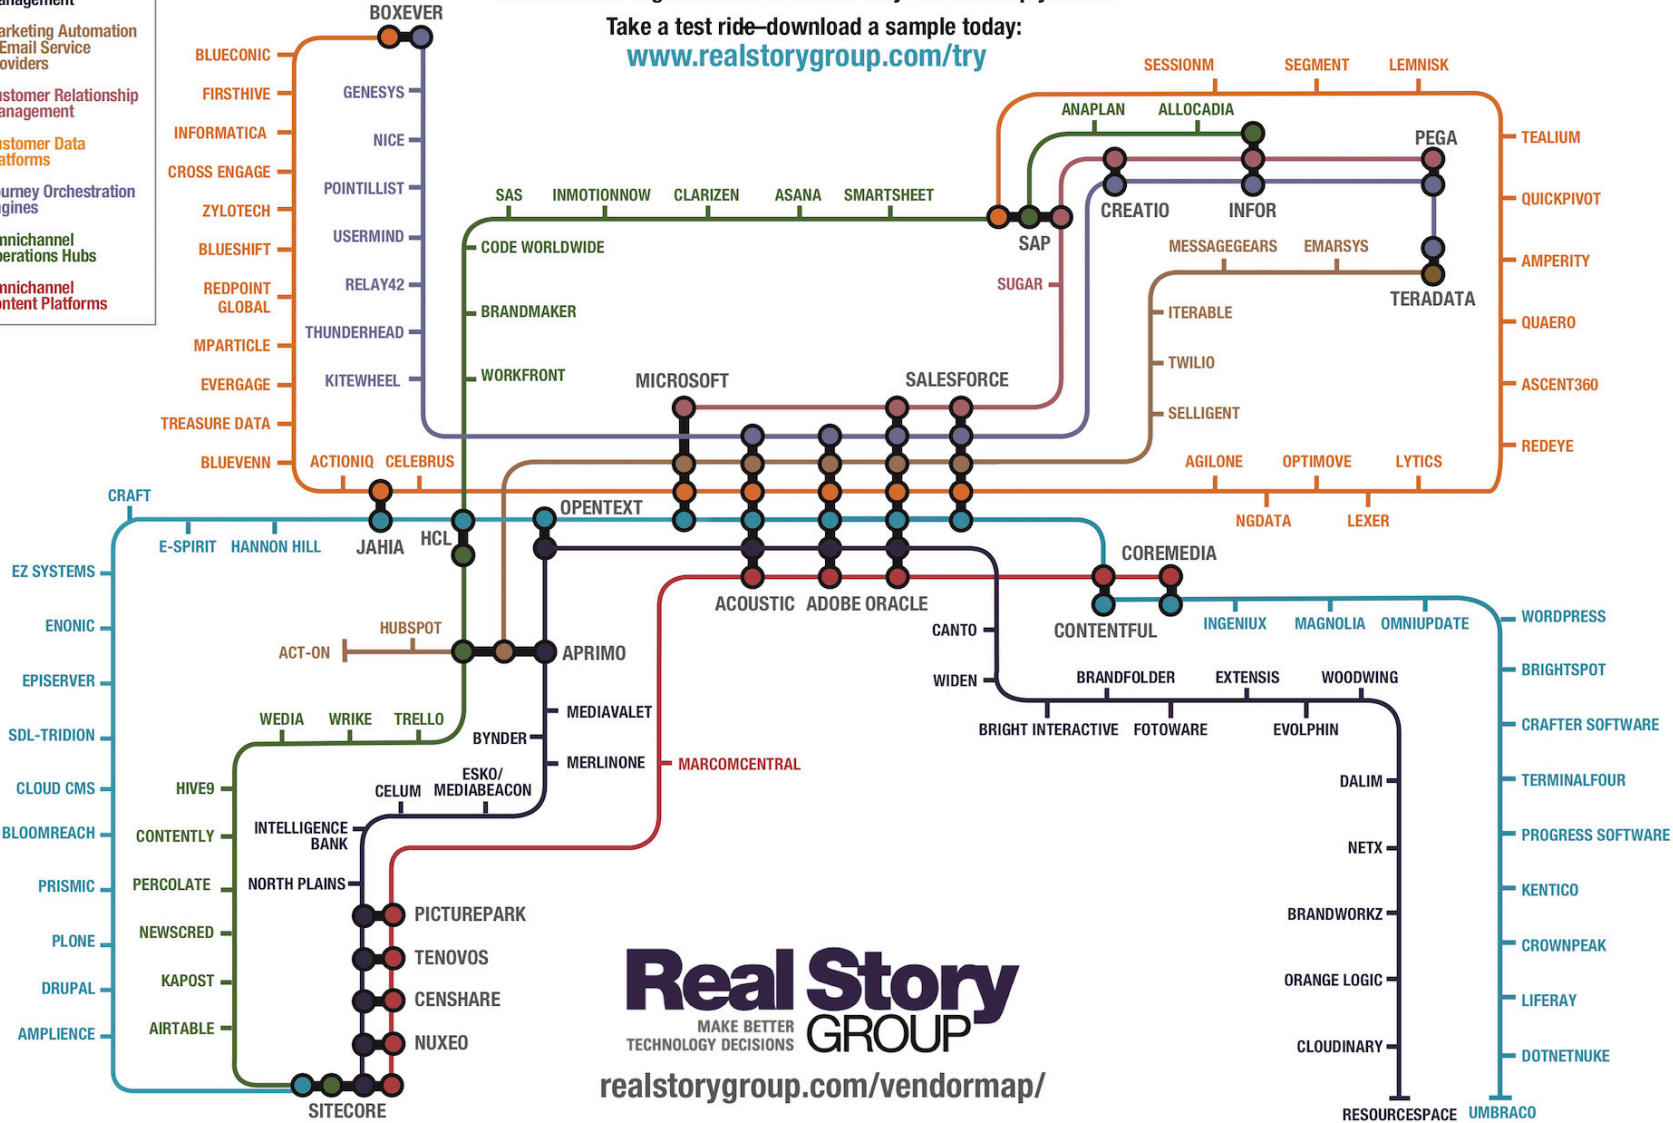 Take a test ride–download a sample today:
www.realstorygroup.com/try
anagement
arketing Automation
Email Service
oviders
ustomer Relationship
anagement
ustomer Data
atforms
ourney Orchestration
ngines
mnichannel
perations Hubs
mnichannel
ontent Platforms
BOXEVER
BLUECONIC
FIRSTHIVE
INFORMATICA
CROSS ENGAGE
ZYLOTECH
BLUESHIFT
REDPOINT
GLOBAL
MPARTICLE
EVERGAGE
TREASURE DATA
BLUEVENN
GENESYS
NICE
POINTILLIST
USERMIND
RELAY42
THUNDERHEAD
KITEWHEEL
ACTIONIQ
CELEBRUS
SAS
INMOTIONNOW
CLARIZEN
ASANA
SMARTSHEET
CODE WORLDWIDE
BRANDMAKER
WORKFRONT
SESSIONM
SEGMENT
LEMNISK
ANAPLAN
ALLOCADIA
PEGA
CREATIO
INFOR
SAP
SUGAR
MESSAGEGEARS
EMARSYS
TERADATA
ITERABLE
TWILIO
SELLIGENT
TEALIUM
QUICKPIVOT
AMPERITY
QUAERO
ASCENT360
REDEYE
AGILONE
OPTIMOVE
LYTICS
NGDATA
LEXER
MICROSOFT
SALESFORCE
CRAFT
E-SPIRIT
HANNON HILL
JAHIA
HCL
OPENTEXT
ACOUSTIC
ADOBE
ORACLE
COREMEDIA
CONTENTFUL
INGENIUX
MAGNOLIA
OMNIUPDATE
EZ SYSTEMS
ENONIC
EPISERVER
SDL-TRIDION
CLOUD CMS
BLOOMREACH
PRISMIC
PLONE
DRUPAL
AMPLIENCE
HUBSPOT
ACT-ON
APRIMO
WEDIA
WRIKE
TRELLO
HIVE9
CONTENTLY
PERCOLATE
NEWSCRED
KAPOST
AIRTABLE
MEDIAVALET
BYNDER
MERLINONE
CELUM
ESKO/
MEDIABEACON
INTELLIGENCE
BANK
NORTH PLAINS
PICTUREPARK
TENOVOS
CENSHARE
NUXEO
SITECORE
MARCOMCENTRAL
CANTO
WIDEN
BRANDFOLDER
EXTENSIS
WOODWING
BRIGHT INTERACTIVE
FOTOWARE
EVOLPHIN
DALIM
NETX
BRANDWORKZ
ORANGE LOGIC
CLOUDINARY
RESOURCESPACE
WORDPRESS
BRIGHTSPOT
CRAFTER SOFTWARE
TERMINALFOUR
PROGRESS SOFTWARE
KENTICO
CROWNPEAK
LIFERAY
DOTNETNUKE
UMBRACO
Real Story
GROUP
MAKE BETTER
TECHNOLOGY DECISIONS
realstorygroup.com/vendormap/